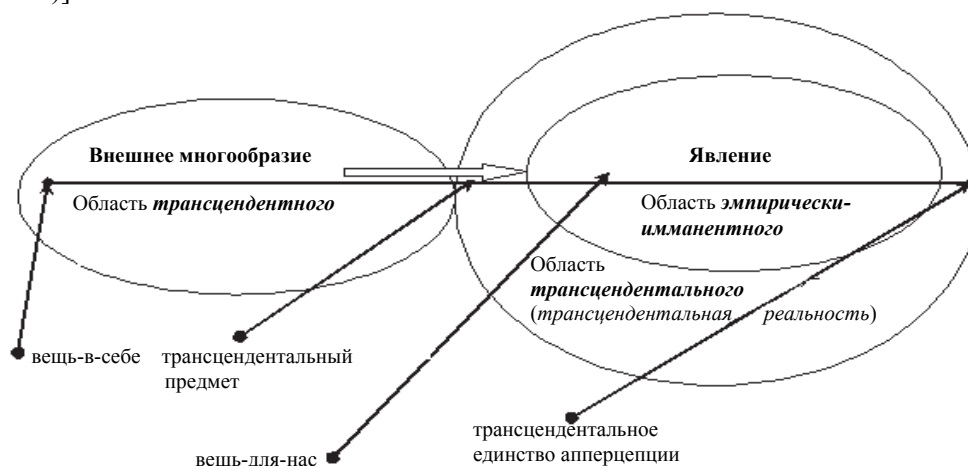 )]
Внешнее многообразие
Явление
Область трансцендентного
Область эмпирически-
имманентного
Область
трансцендентального
(трансцендентальная реальность)
вещь-в-себе
трансцендентальный
предмет
вещь-для-нас
трансцендентальное
единство апперцепции